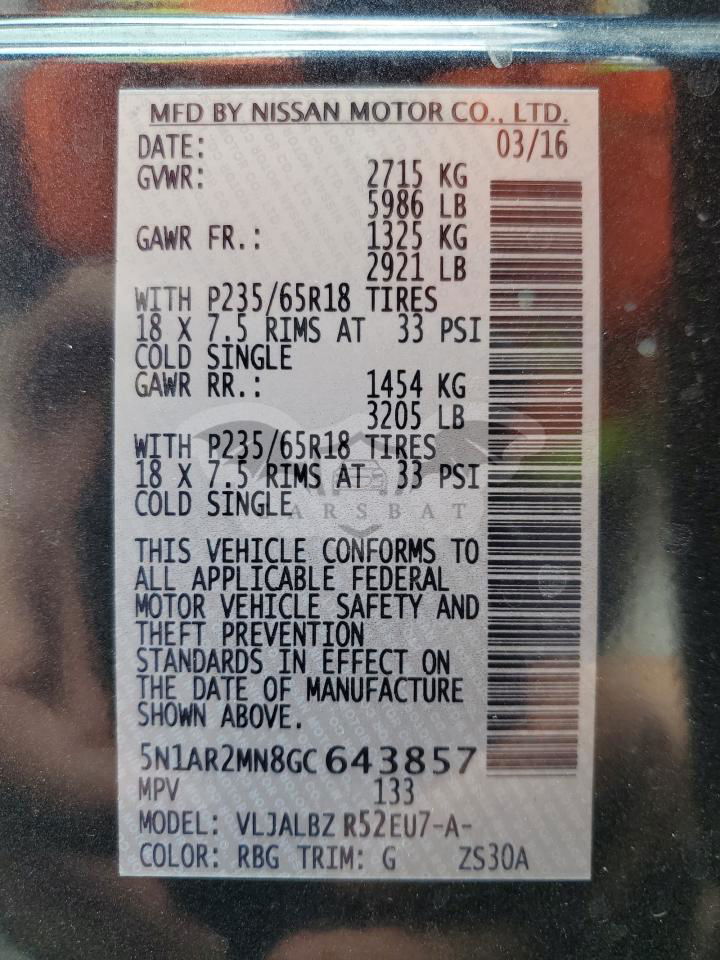 MFD BY NISSAN MOTOR CO., LTD.
DATE: 03/16
GVWR: 2715 KG
5986 LB
GAWR FR.: 1325 KG
2921 LB
WITH P235/65R18 TIRES
18 X 7.5 RIMS AT 33 PSI
COLD SINGLE
GAWR RR.: 1454 KG
3205 LB
WITH P235/65R18 TIRES
18 X 7.5 RIMS AT 33 PSI
COLD SINGLE
CARSBAT
THIS VEHICLE CONFORMS TO
ALL APPLICABLE FEDERAL
MOTOR VEHICLE SAFETY AND
THEFT PREVENTION
STANDARDS IN EFFECT ON
THE DATE OF MANUFACTURE
SHOWN ABOVE.
5N1AR2MN8GC643857
MPV 133
MODEL: VLJALBZ R52EU7-A-
COLOR: RBG TRIM: G ZS30A